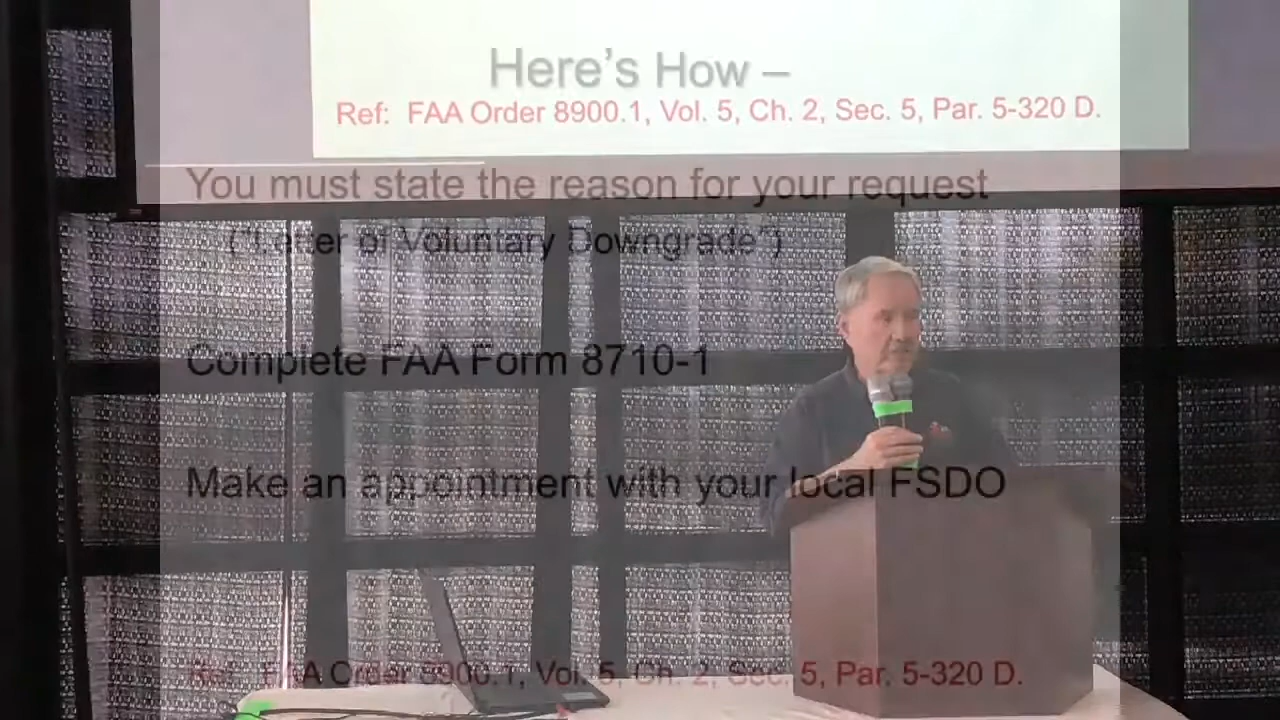 Here's How –
Ref: FAA Order 8900.1, Vol. 5, Ch. 2, Sec. 5, Par. 5-320 D.
You must state the reason for your request
("Letter of Voluntary Downgrade")
Complete FAA Form 8710-1
Make an appointment with your local FSDO
Ref: FAA Order 8900.1, Vol. 5, Ch. 2, Sec. 5, Par. 5-320 D.